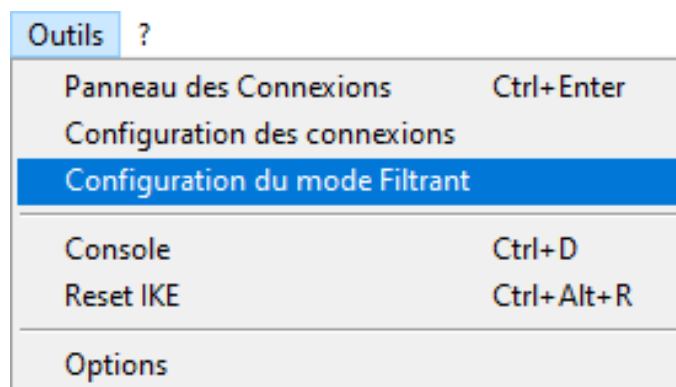 Outils ?
Panneau des Connexions Ctrl+Enter
Configuration des connexions
Configuration du mode Filtrant
Console Ctrl+D
Reset IKE Ctrl+Alt+R
Options